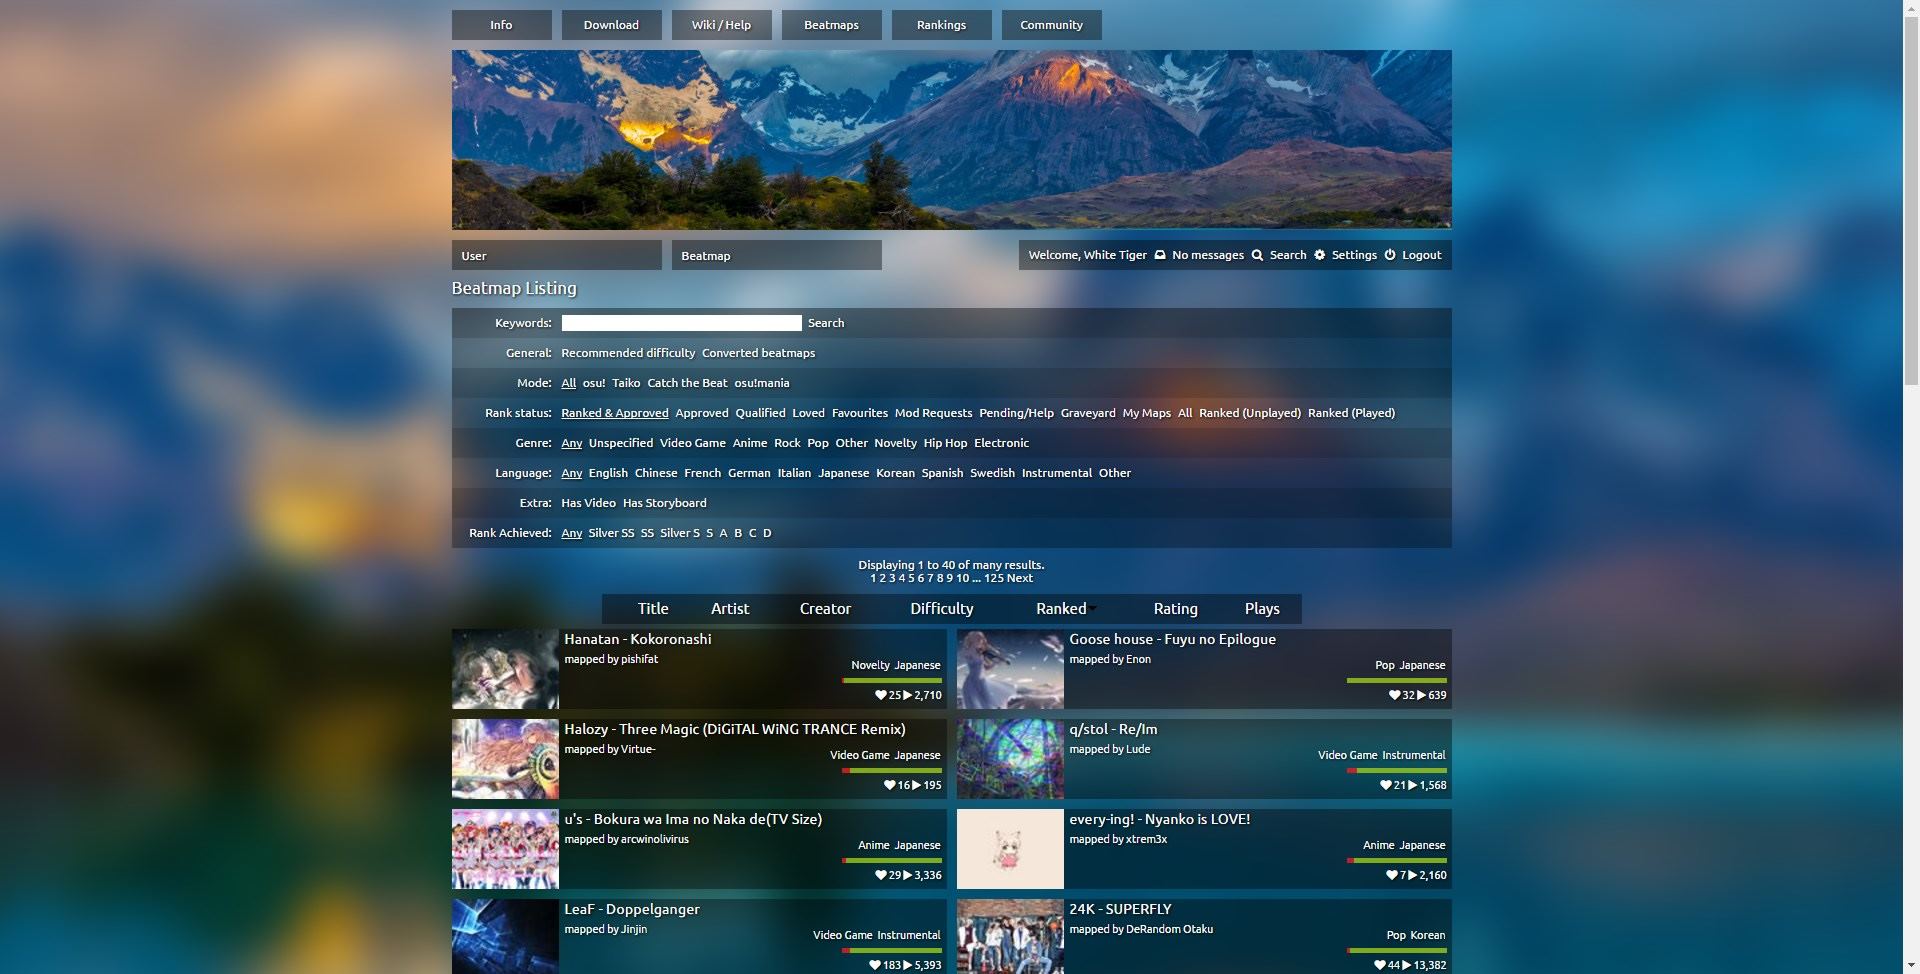 Info Download Wiki / Help Beatmaps Rankings Community
User Beatmap Welcome, White Tiger No messages Search Settings Logout
Beatmap Listing
Keywords: Search
General: Recommended difficulty Converted beatmaps
Mode: All osu! Taiko Catch the Beat osu!mania
Rank status: Ranked & Approved Approved Qualified Loved Favourites Mod Requests Pending/Help Graveyard My Maps All Ranked (Unplayed) Ranked (Played)
Genre: Any Unspecified Video Game Anime Rock Pop Other Novelty Hip Hop Electronic
Language: Any English Chinese French German Italian Japanese Korean Spanish Swedish Instrumental Other
Extra: Has Video Has Storyboard
Rank Achieved: Any Silver SS SS Silver S S A B C D
Displaying 1 to 40 of many results.
1 2 3 4 5 6 7 8 9 10 ... 125 Next
Title Artist Creator Difficulty Ranked Rating Plays
Hanatan - Kokoronashi
mapped by pishifat
Novelty Japanese
25 2,710
Goose house - Fuyu no Epilogue
mapped by Enon
Pop Japanese
32 639
Halozy - Three Magic (DiGiTAL WiNG TRANCE Remix)
mapped by Virtue-
Video Game Japanese
16 195
q/stol - Re/Im
mapped by Lude
Video Game Instrumental
21 1,568
u's - Bokura wa Ima no Naka de(TV Size)
mapped by arcwinolivirus
Anime Japanese
29 3,336
every-ing! - Nyanko is LOVE!
mapped by xtrem3x
Anime Japanese
7 2,160
LeaF - Doppelganger
mapped by Jinjin
Video Game Instrumental
183 5,393
24K - SUPERFLY
mapped by DeRandom Otaku
Pop Korean
44 13,382